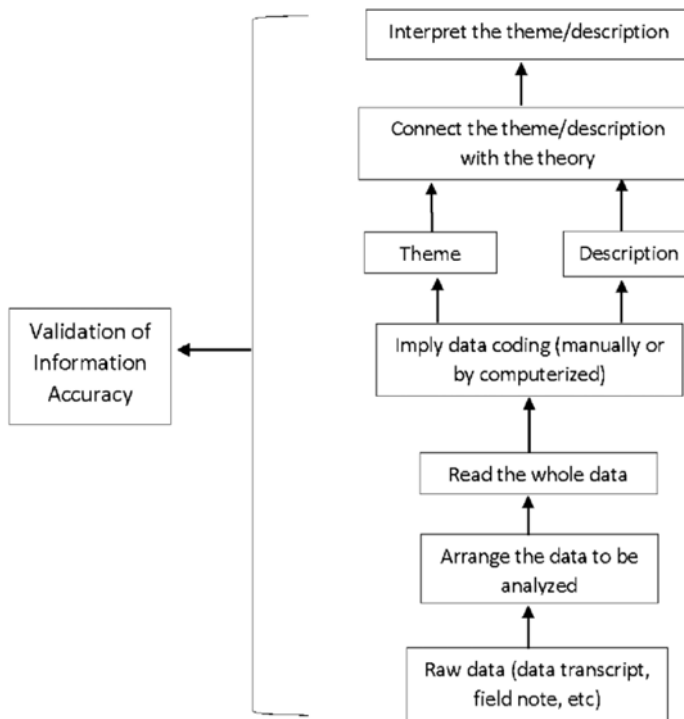 Interpret the theme/description
Connect the theme/description
with the theory
Theme
Description
Validation of
Information
Accuracy
Imply data coding (manually or
by computerized)
Read the whole data
Arrange the data to be
analyzed
Raw data (data transcript,
field note, etc)